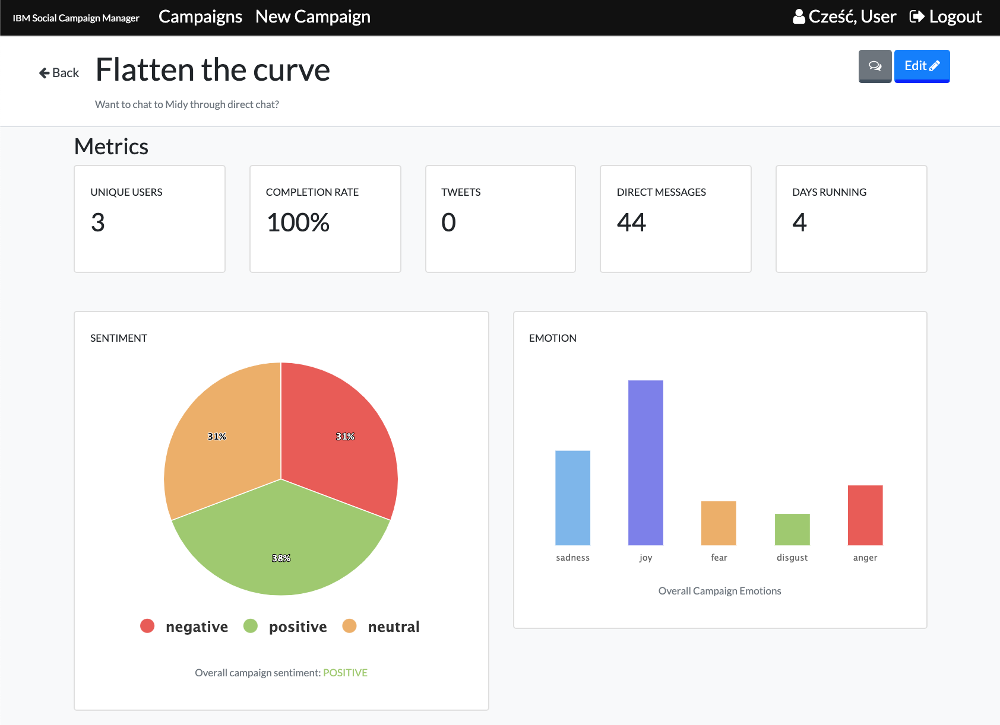 IBM Social Campaign Manager Campaigns New Campaign Cześć, User Logout
Back Flatten the curve Edit
Want to chat to Midy through direct chat?
Metrics
UNIQUE USERS
3
COMPLETION RATE
100%
TWEETS
0
DIRECT MESSAGES
44
DAYS RUNNING
4
SENTIMENT
31% 31%
38%
negative positive neutral
Overall campaign sentiment: POSITIVE
EMOTION
sadness joy fear disgust anger
Overall Campaign Emotions